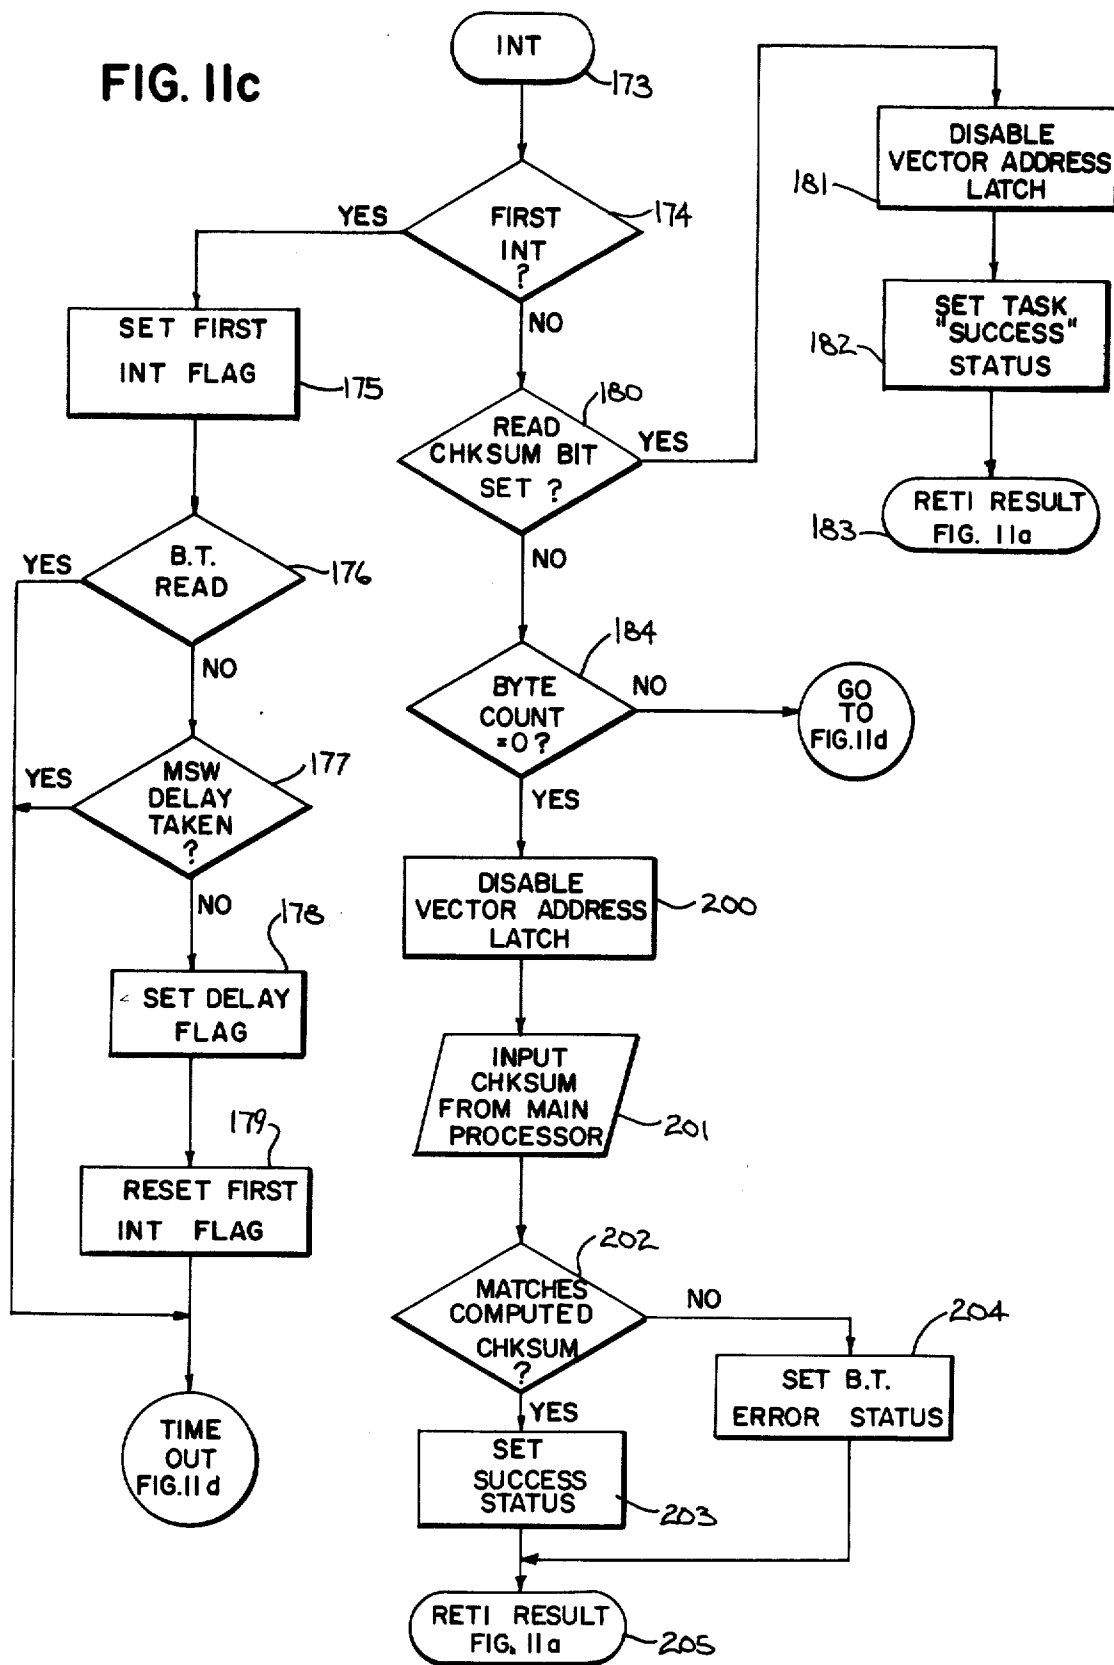 FIG. 11c
INT
173
FIRST
INT
?
174
YES
NO
SET FIRST
INT FLAG
175
B.T.
READ
176
YES
NO
MSW
DELAY
TAKEN
?
177
YES
NO
SET DELAY
FLAG
178
RESET FIRST
INT FLAG
179
TIME
OUT
FIG.11d
READ
CHKSUM BIT
SET ?
180
YES
NO
DISABLE
VECTOR ADDRESS
LATCH
181
SET TASK
"SUCCESS"
STATUS
182
RETI RESULT
FIG. 11a
183
BYTE
COUNT
=0?
184
NO
YES
GO
TO
FIG.11d
DISABLE
VECTOR ADDRESS
LATCH
200
INPUT
CHKSUM
FROM MAIN
PROCESSOR
201
MATCHES
COMPUTED
CHKSUM
?
202
NO
YES
SET B.T.
ERROR STATUS
204
SET
SUCCESS
STATUS
203
RETI RESULT
FIG. 11a
205